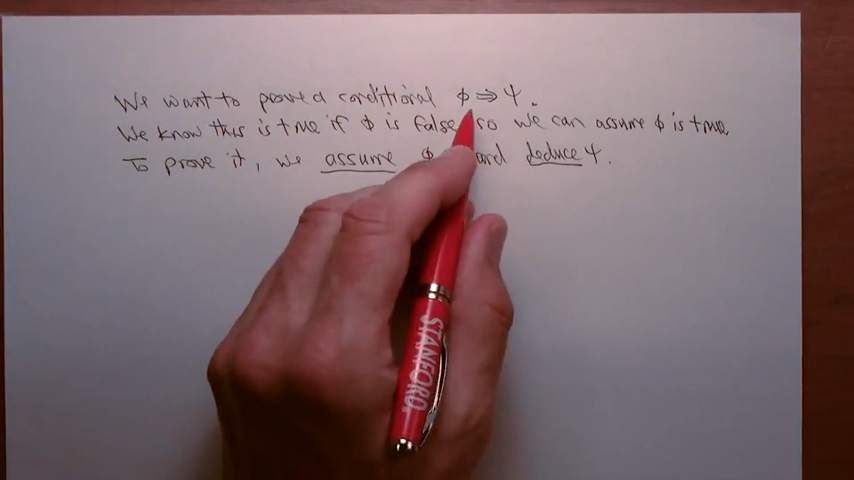 We want to prove a conditional φ ⇒ ψ.
We know this is true if φ is false, so we can assume φ is true.
To prove it, we assume φ and deduce ψ.
STANFORD